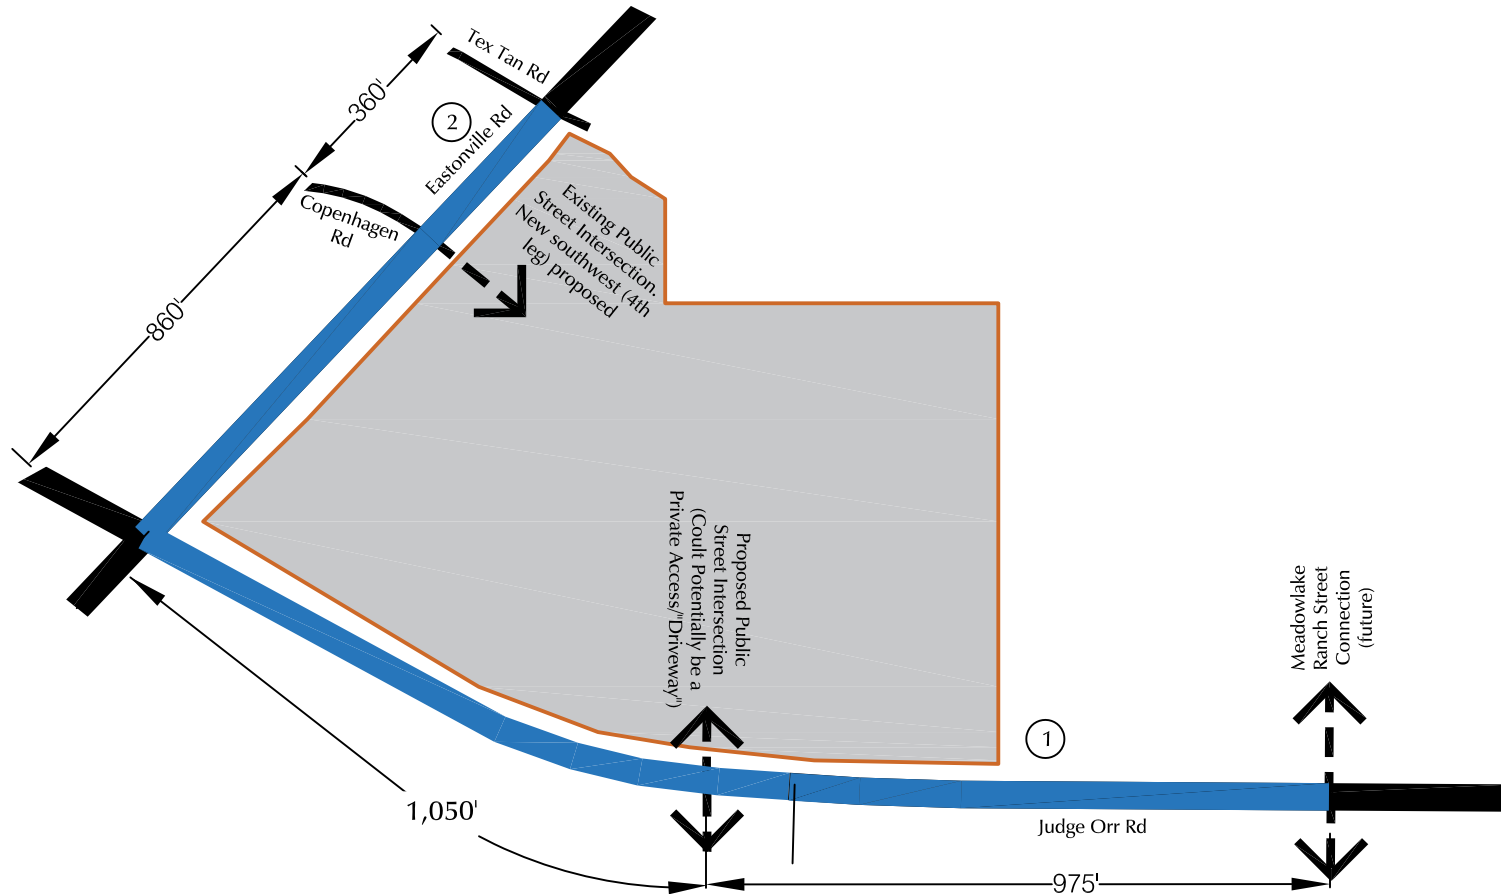 Tex Tan Rd
360'
2
Eastonville Rd
Copenhagen
Rd
860'
Existing Public
Street Intersection.
New southwest (4th
leg) proposed
Proposed Public
Street Intersection
(Coult Potentially be a
Private Access/"Driveway")
Meadowlake
Ranch Street
Connection
(future)
1
1,050'
Judge Orr Rd
975'